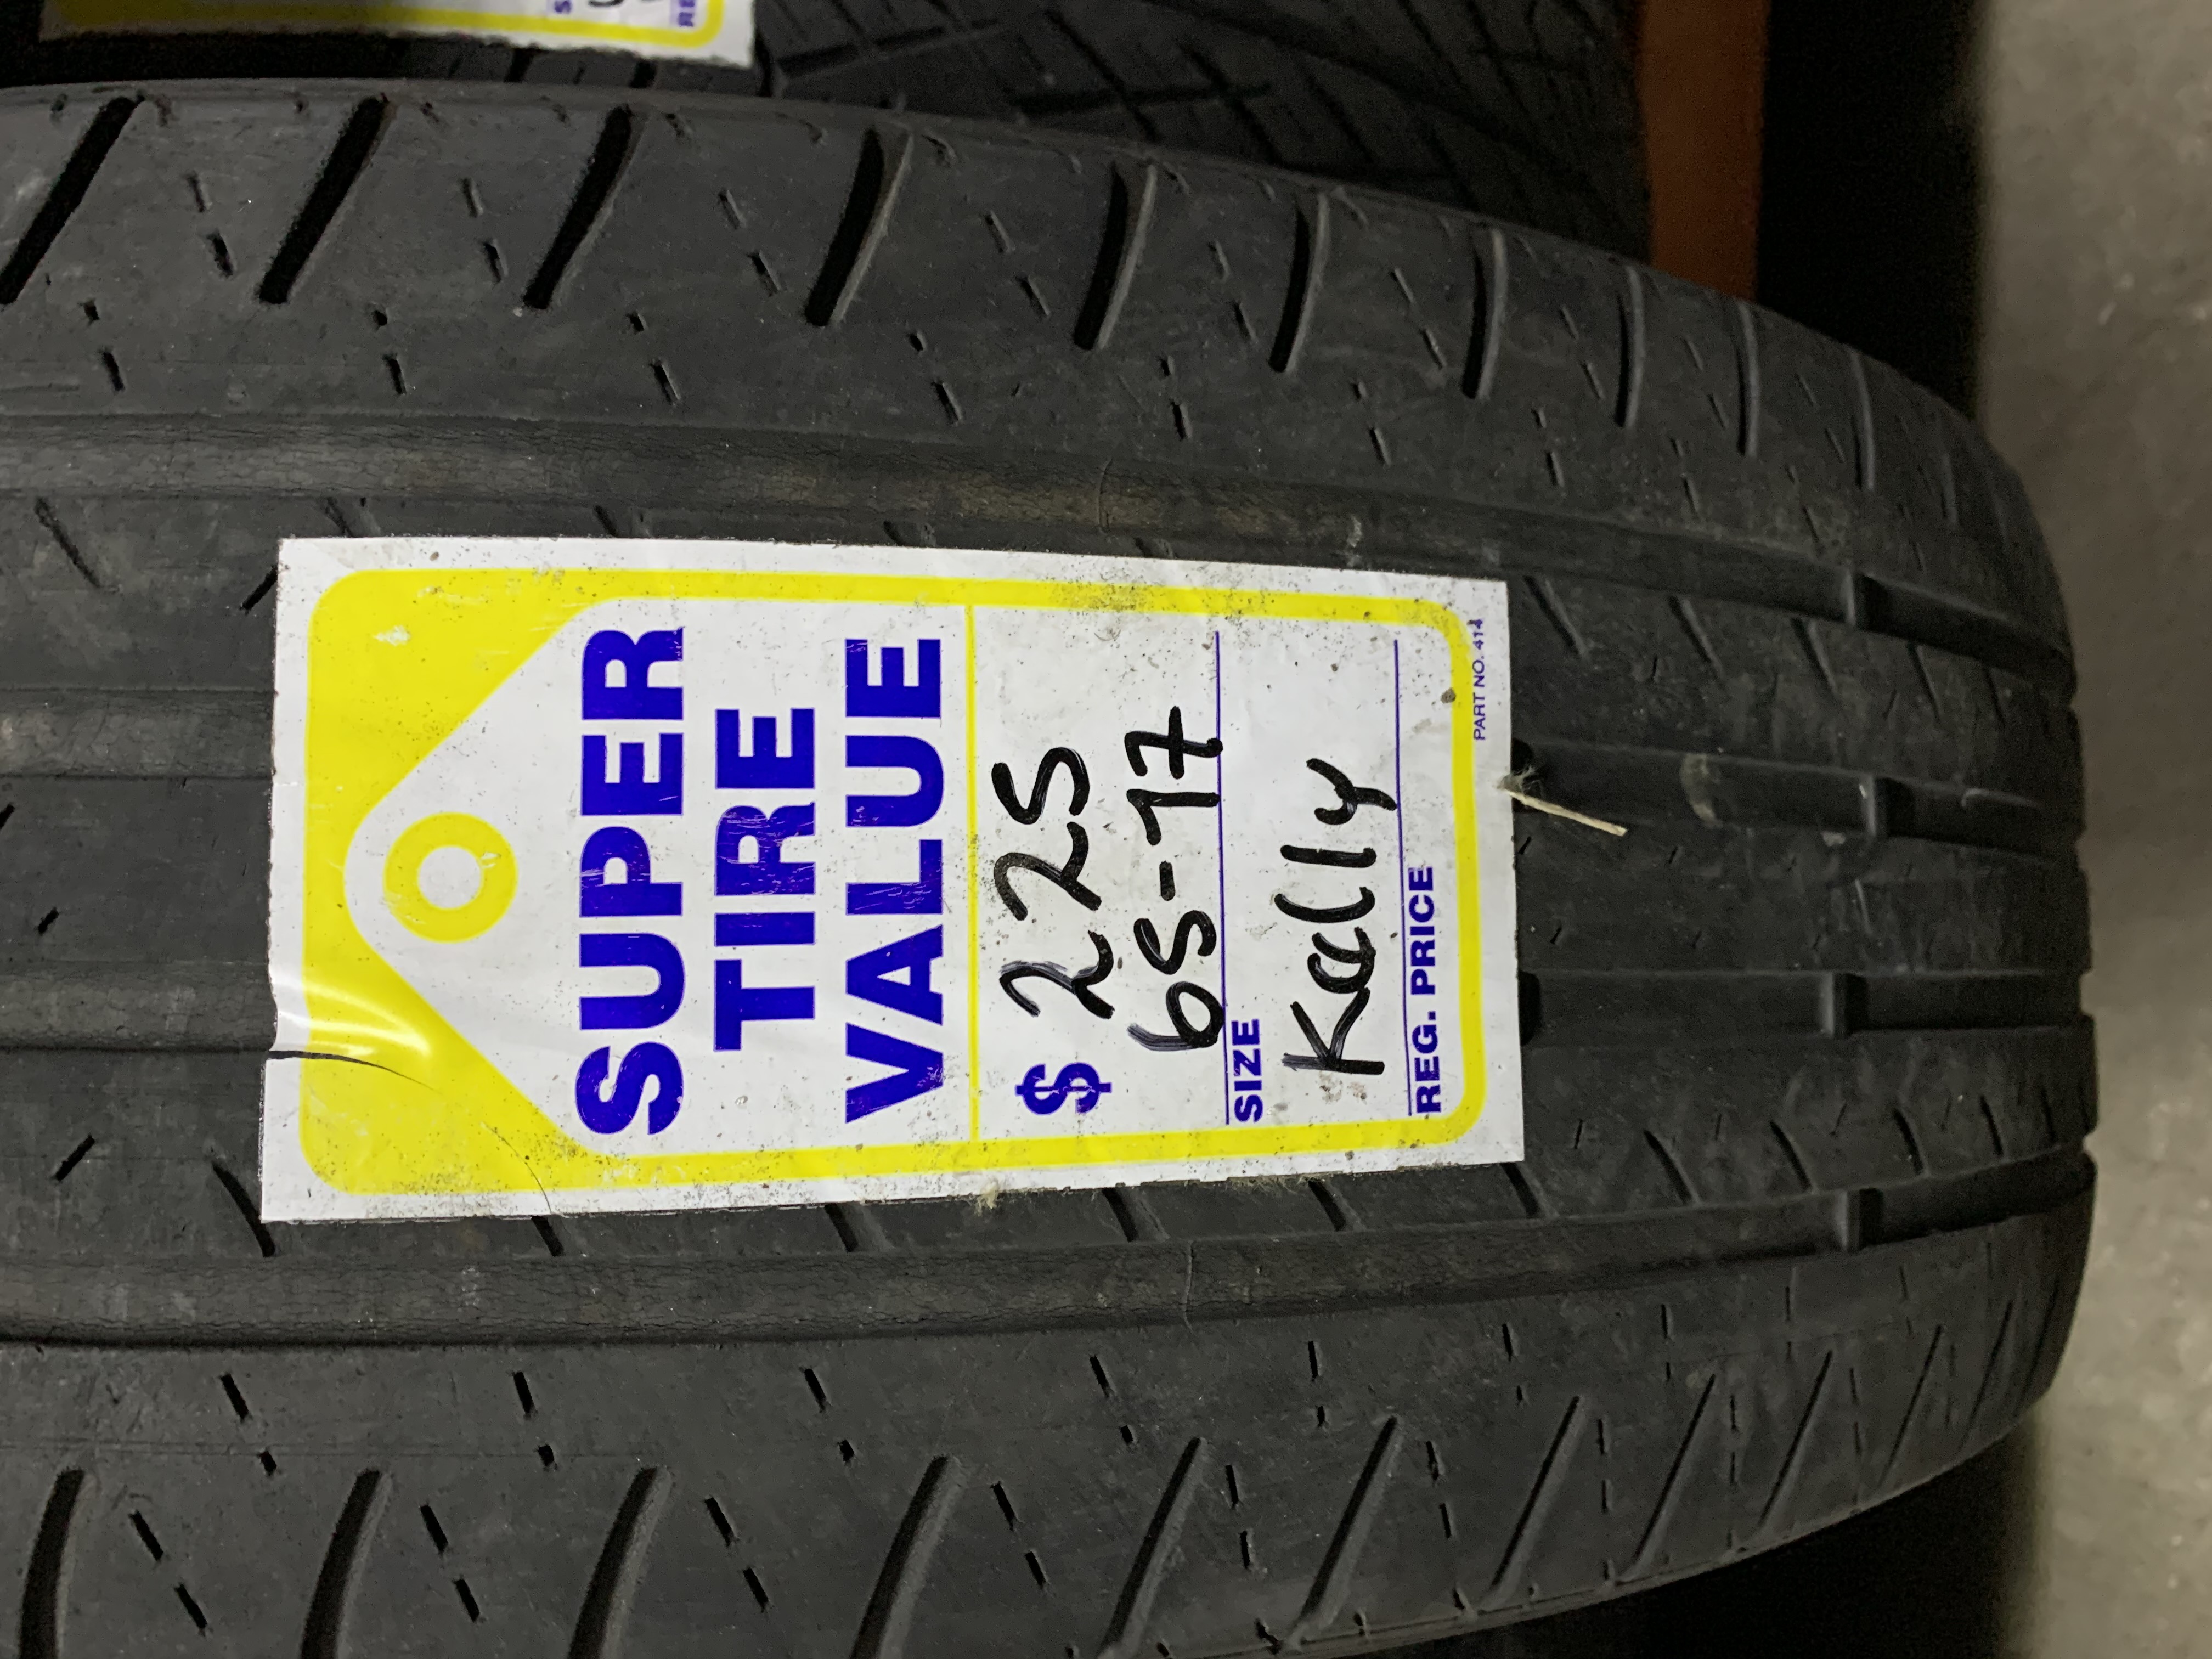 SUPER
TIRE
VALUE
$ 225
65-17
SIZE
Kelly
REG. PRICE
PART NO. 414